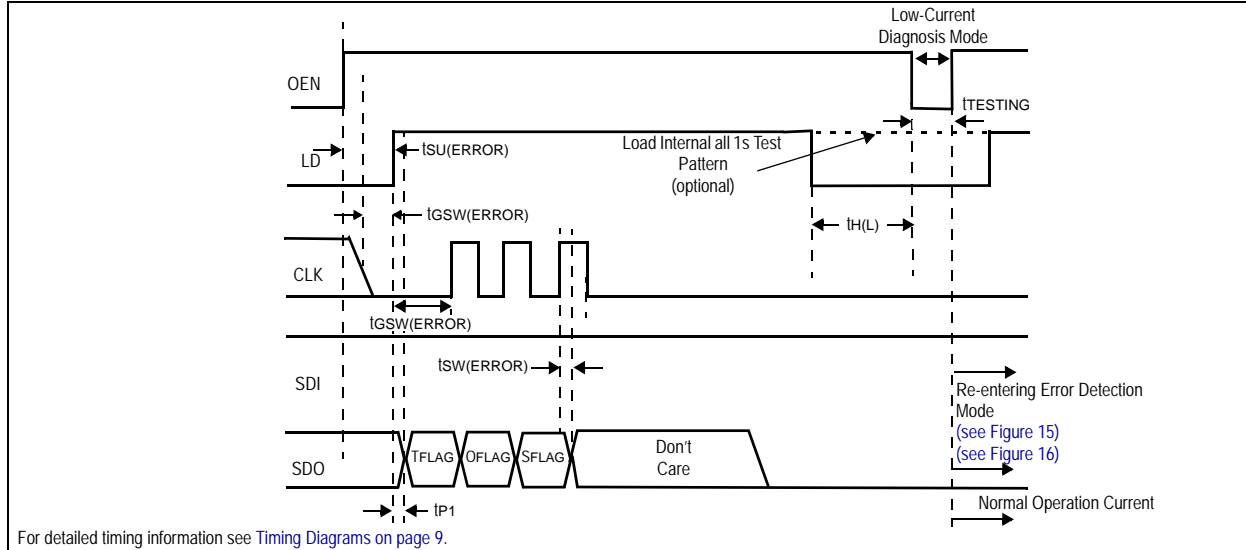 Low-Current
Diagnosis Mode
OEN
tTESTING
LD
tSU(ERROR)
Load Internal all 1s Test
Pattern
(optional)
tGSW(ERROR)
tH(L)
CLK
tGSW(ERROR)
tSW(ERROR)
SDI
Re-entering Error Detection
Mode
(see Figure 15)
(see Figure 16)
SDO
TFLAG
OFLAG
SFLAG
Don't
Care
tP1
Normal Operation Current
For detailed timing information see Timing Diagrams on page 9.